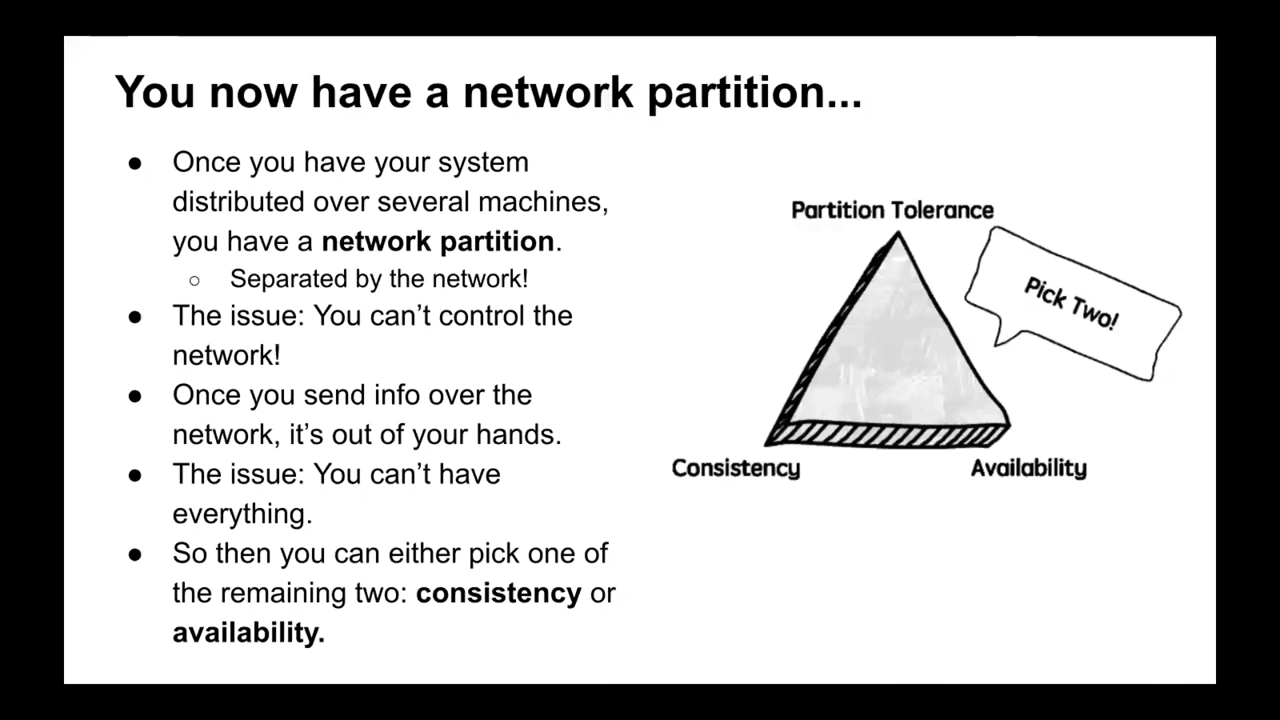 You now have a network partition...
● Once you have your system
distributed over several machines,
you have a network partition.
○ Separated by the network!
● The issue: You can’t control the
network!
● Once you send info over the
network, it’s out of your hands.
● The issue: You can’t have
everything.
● So then you can either pick one of
the remaining two: consistency or
availability.
Partition Tolerance
Pick Two!
Consistency
Availability